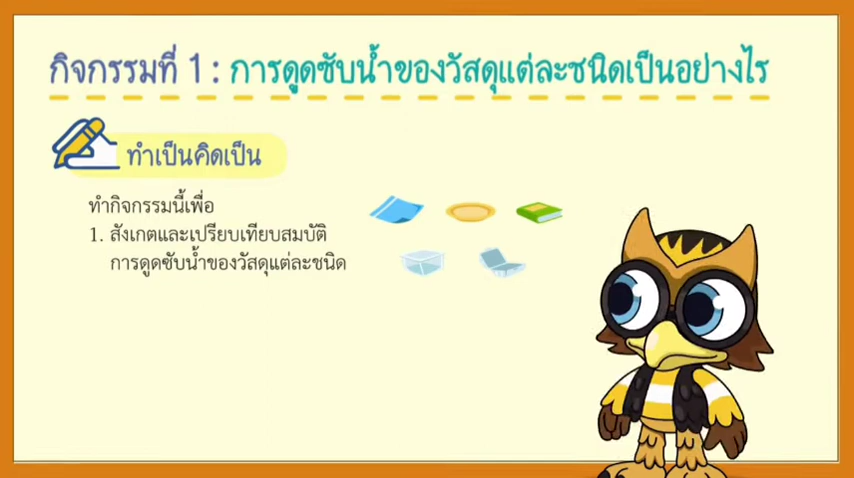 กิจกรรมที่ 1 : การดูดซับน้ำของวัสดุแต่ละชนิดเป็นอย่างไร
ทำเป็นคิดเป็น
ทำกิจกรรมนี้เพื่อ
1. สังเกตและเปรียบเทียบสมบัติ
การดูดซับน้ำของวัสดุแต่ละชนิด